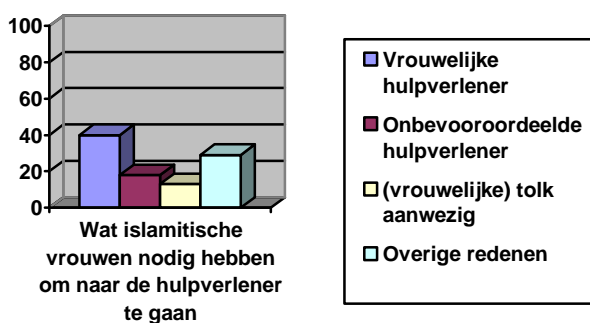 100
80
60
40
20
0
Wat islamitische
vrouwen nodig hebben
om naar de hulpverlener
te gaan
Vrouwelijke
hulpverlener
Onbevooroordeelde
hulpverlener
(vrouwelijke) tolk
aanwezig
Overige redenen